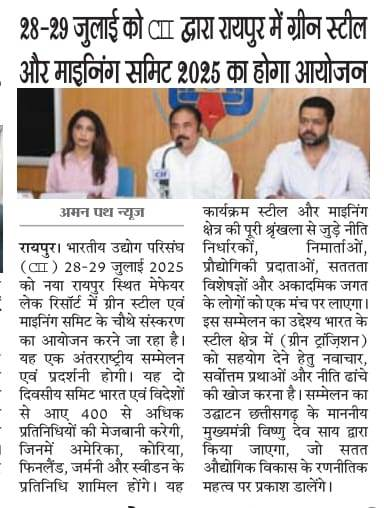 28-29 जुलाई को CII द्वारा रायपुर में ग्रीन स्टील
और माइनिंग समिट 2025 का होगा आयोजन
CII
अमन पथ न्यूज
रायपुर। भारतीय उद्योग परिसंघ
(CII) 28-29 जुलाई 2025
को नया रायपुर स्थित मेफेयर
लेक रिसॉर्ट में ग्रीन स्टील एवं
माइनिंग समिट के चौथे संस्करण
का आयोजन करने जा रहा है।
यह एक अंतरराष्ट्रीय सम्मेलन
एवं प्रदर्शनी होगी। यह दो
दिवसीय समिट भारत एवं विदेशों
से आए 400 से अधिक
प्रतिनिधियों की मेजबानी करेगी,
जिनमें अमेरिका, कोरिया,
फिनलैंड, जर्मनी और स्वीडन के
प्रतिनिधि शामिल होंगे। यह
कार्यक्रम स्टील और माइनिंग
क्षेत्र की पूरी श्रृंखला से जुड़े नीति
निर्धारकों, निर्माताओं,
प्रौद्योगिकी प्रदाताओं, सततता
विशेषज्ञों और अकादमिक जगत
के लोगों को एक मंच पर लाएगा।
इस सम्मेलन का उद्देश्य भारत के
स्टील क्षेत्र में (ग्रीन ट्रांज़िशन)
को सहयोग देने हेतु नवाचार,
सर्वोत्तम प्रथाओं और नीति ढांचे
की खोज करना है। सम्मेलन का
उद्घाटन छत्तीसगढ़ के माननीय
मुख्यमंत्री विष्णु देव साय द्वारा
किया जाएगा, जो सतत
औद्योगिक विकास के रणनीतिक
महत्व पर प्रकाश डालेंगे।